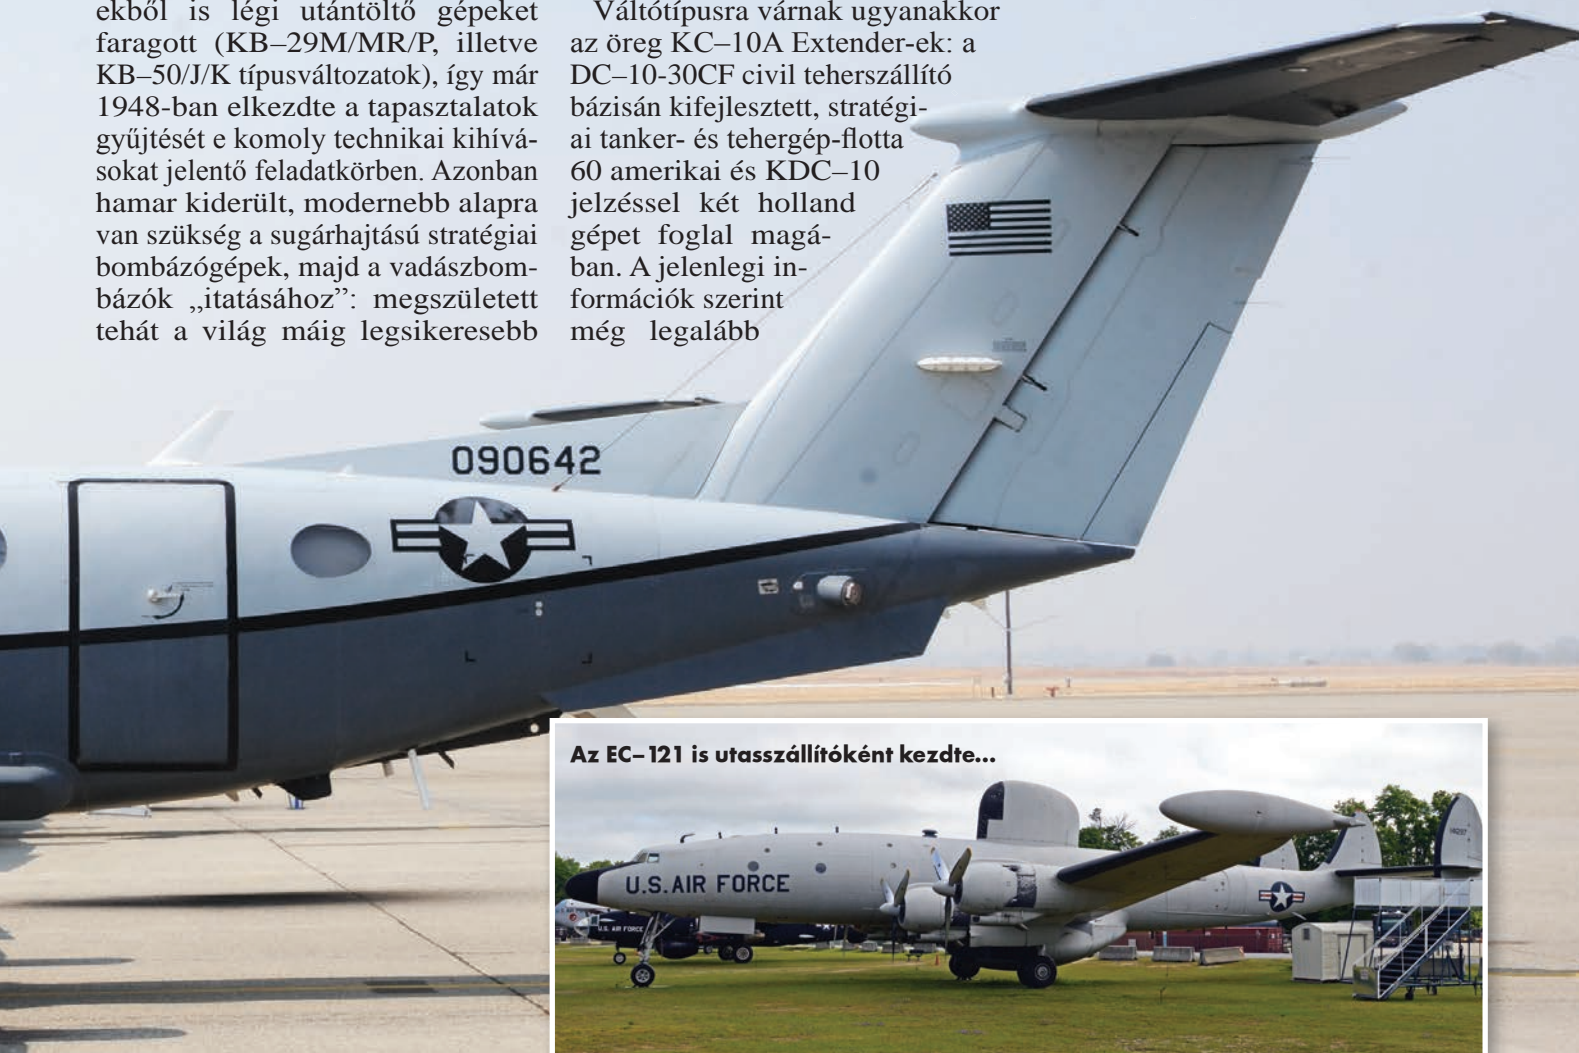 ekből is légi utántöltő gépeket
faragott (KB–29M/MR/P, illetve
KB–50/J/K típusváltozatok), így már
1948-ban elkezdte a tapasztalatok
gyűjtését e komoly technikai kihívá-
sokat jelentő feladatkörben. Azonban
hamar kiderült, modernebb alapra
van szükség a sugárhajtású stratégiai
bombázógépek, majd a vadászbom-
bázók „itatásához”: megszületett
tehát a világ máig legsikeresebb
Váltótípusra várnak ugyanakkor
az öreg KC–10A Extender-ek: a
DC–10-30CF civil teherszállító
bázisán kifejlesztett, stratégi-
ai tanker- és tehergép-flotta
60 amerikai és KDC–10
jelzéssel két holland
gépet foglal magá-
ban. A jelenlegi in-
formációk szerint
még legalább
090642
Az EC–121 is utasszállítóként kezdte...
U.S. AIR FORCE
U.S. AIR FORCE